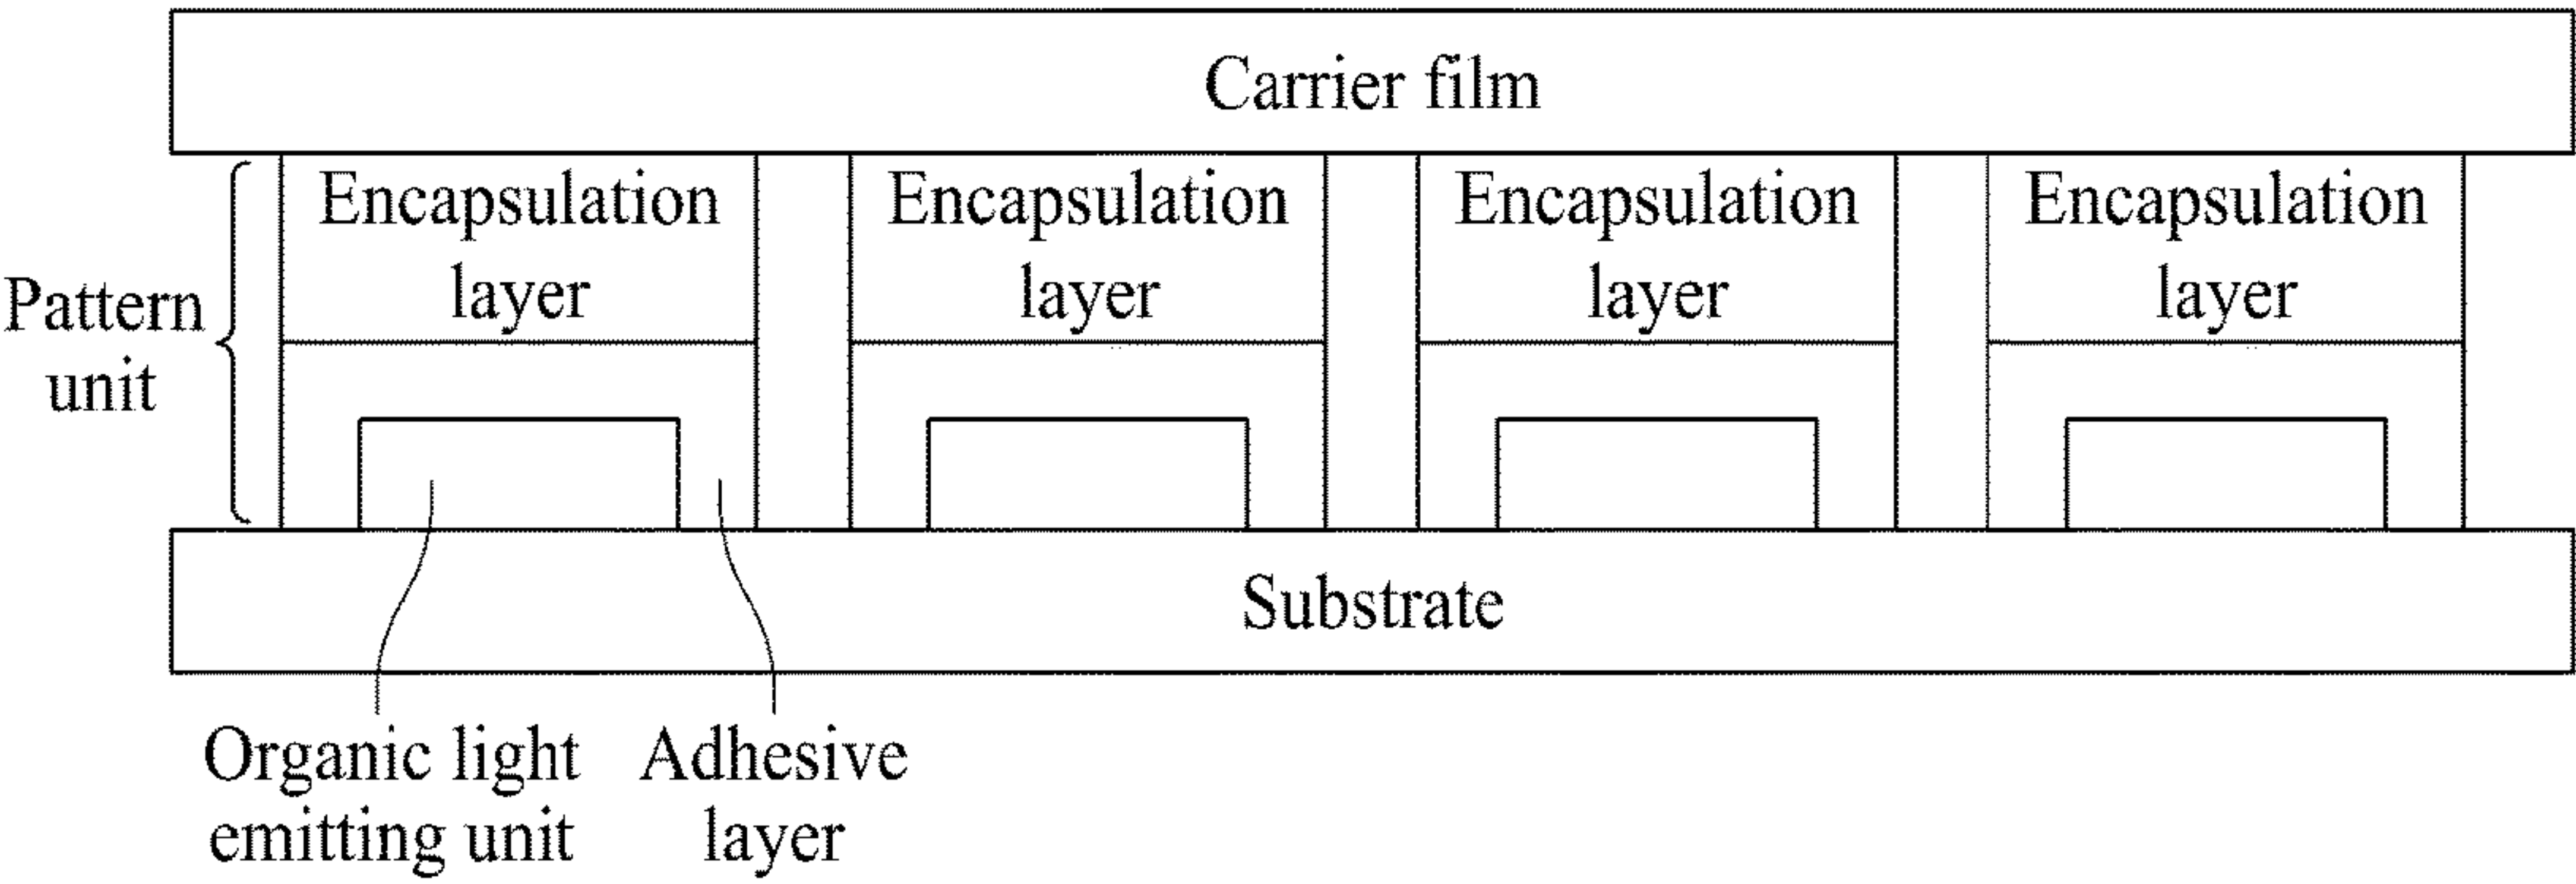 Carrier film
Encapsulation
layer
Encapsulation
layer
Encapsulation
layer
Encapsulation
layer
Pattern
unit
Substrate
Organic light
emitting unit
Adhesive
layer